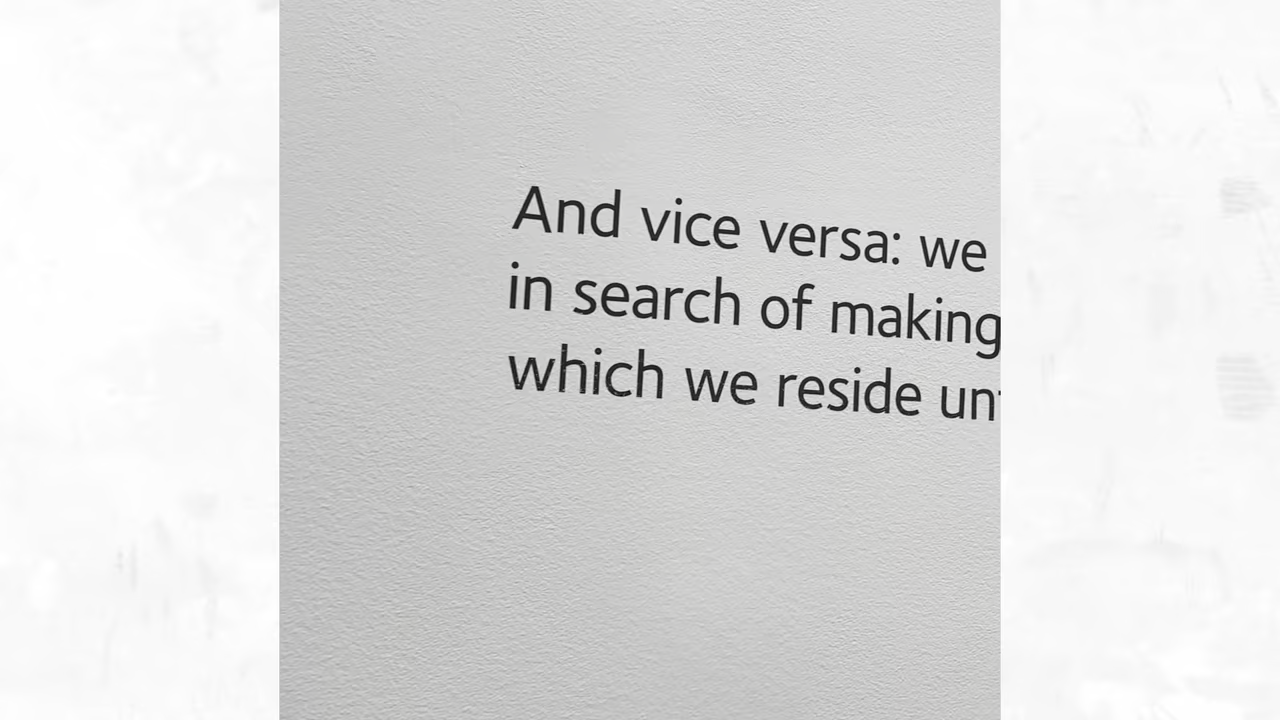 And vice versa: we
in search of making
which we reside